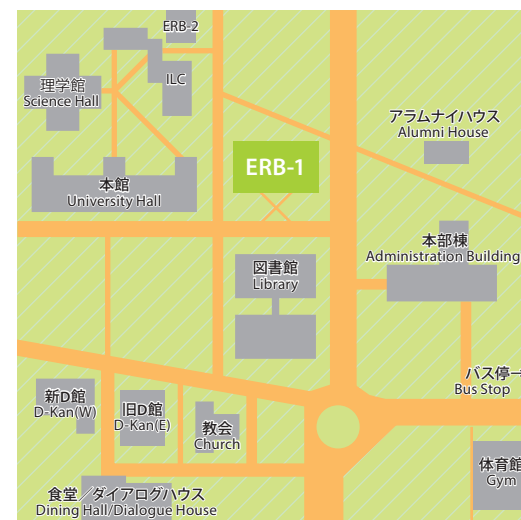 ERB-2
ILC
理学館
Science Hall
アラムナイハウス
Alumni House
ERB-1
本館
University Hall
本部棟
Administration Building
図書館
Library
バス停→
Bus Stop
新D館
D-Kan(W)
旧D館
D-Kan(E)
教会
Church
体育館
Gym
食堂／ダイアログハウス
Dining Hall/Dialogue House